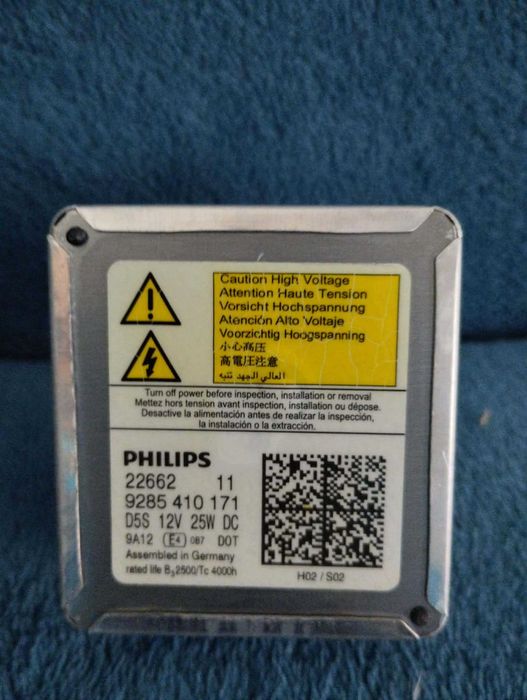 Caution High Voltage
Attention Haute Tension
Vorsicht Hochspannung
Atención Alto Voltaje
Voorzichtig Hoogspanning
小心高压
高電圧注意
العالي الجهد تنبه
Turn off power before inspection, installation or removal
Mettez hors tension avant inspection, installation ou dépose.
Desactive la alimentación antes de realizar la inspección,
la instalación o la extracción.
PHILIPS
22662 11
9285 410 171
D5S 12V 25W DC
9A12 E4 087 DOT
Assembled in Germany
rated life B3 2500/Tc 4000h
H02 / S02